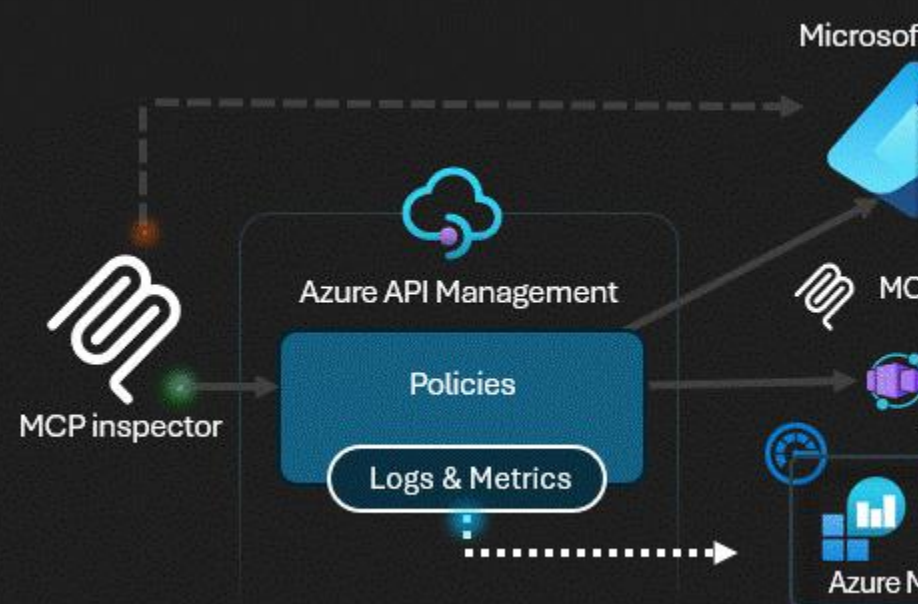 Microsof
Azure API Management
MC
Policies
MCP inspector
Logs & Metrics
Azure M